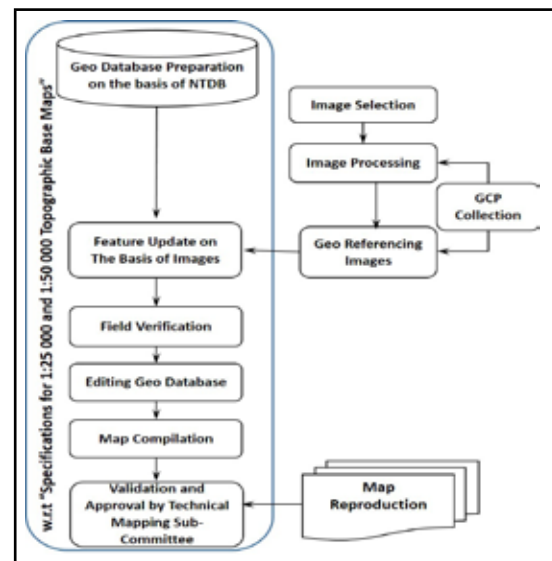 w.r.t "Specifications for 1:25 000 and 1:50 000 Topographic Base Maps"
Geo Database Preparation
on the basis of NTDB
Image Selection
Image Processing
GCP
Collection
Geo Referencing
Images
Feature Update on
The Basis of Images
Field Verification
Editing Geo Database
Map Compilation
Validation and
Approval by Technical
Mapping Sub-
Committee
Map
Reproduction